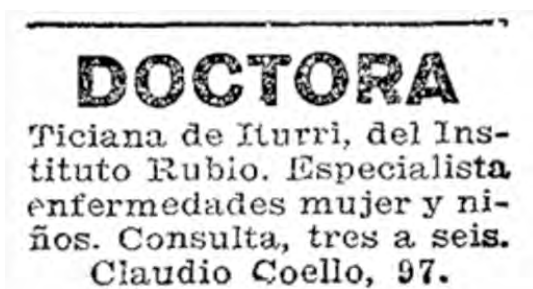 DOCTORA
Ticiana de Iturri, del Ins-
tituto Rubio. Especialista
enfermedades mujer y ni-
ños. Consulta, tres a seis.
Claudio Coello, 97.